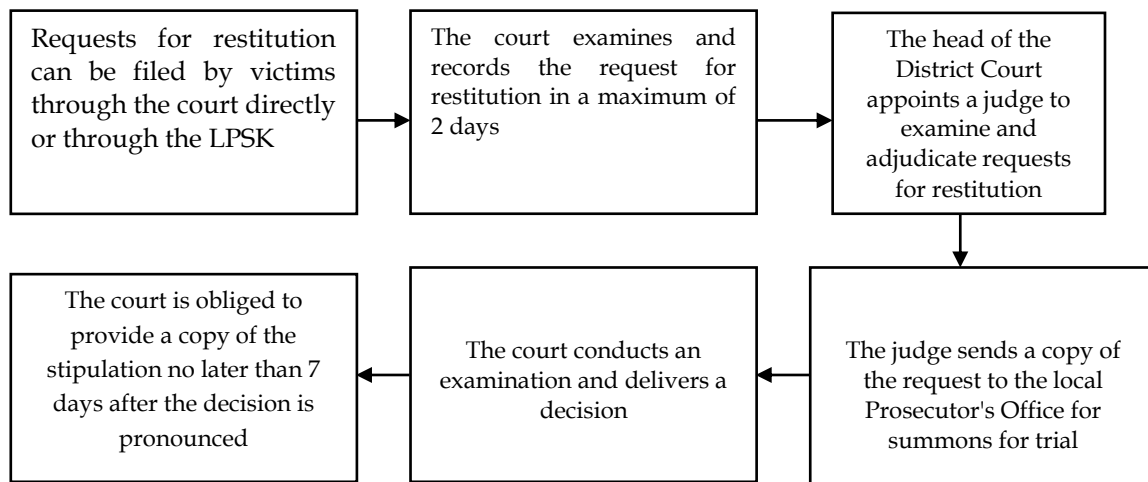 Requests for restitution
can be filed by victims
through the court directly
or through the LPSK
The court examines and
records the request for
restitution in a maximum of
2 days
The head of the
District Court
appoints a judge to
examine and
adjudicate requests
for restitution
The judge sends a copy of
the request to the local
Prosecutor's Office for
summons for trial
The court conducts an
examination and delivers a
decision
The court is obliged to
provide a copy of the
stipulation no later than 7
days after the decision is
pronounced